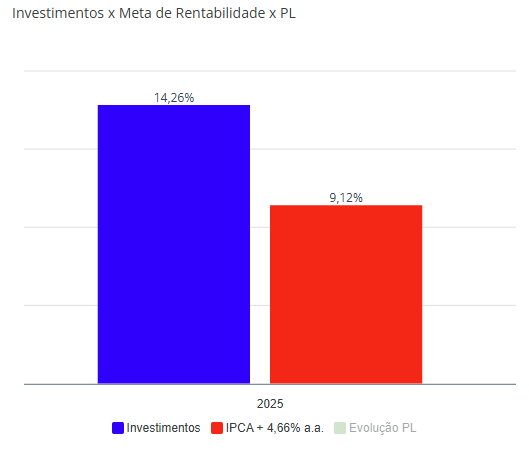 Investimentos x Meta de Rentabilidade x PL
14,26%
9,12%
2025
Investimentos IPCA + 4,66% a.a. Evolução PL